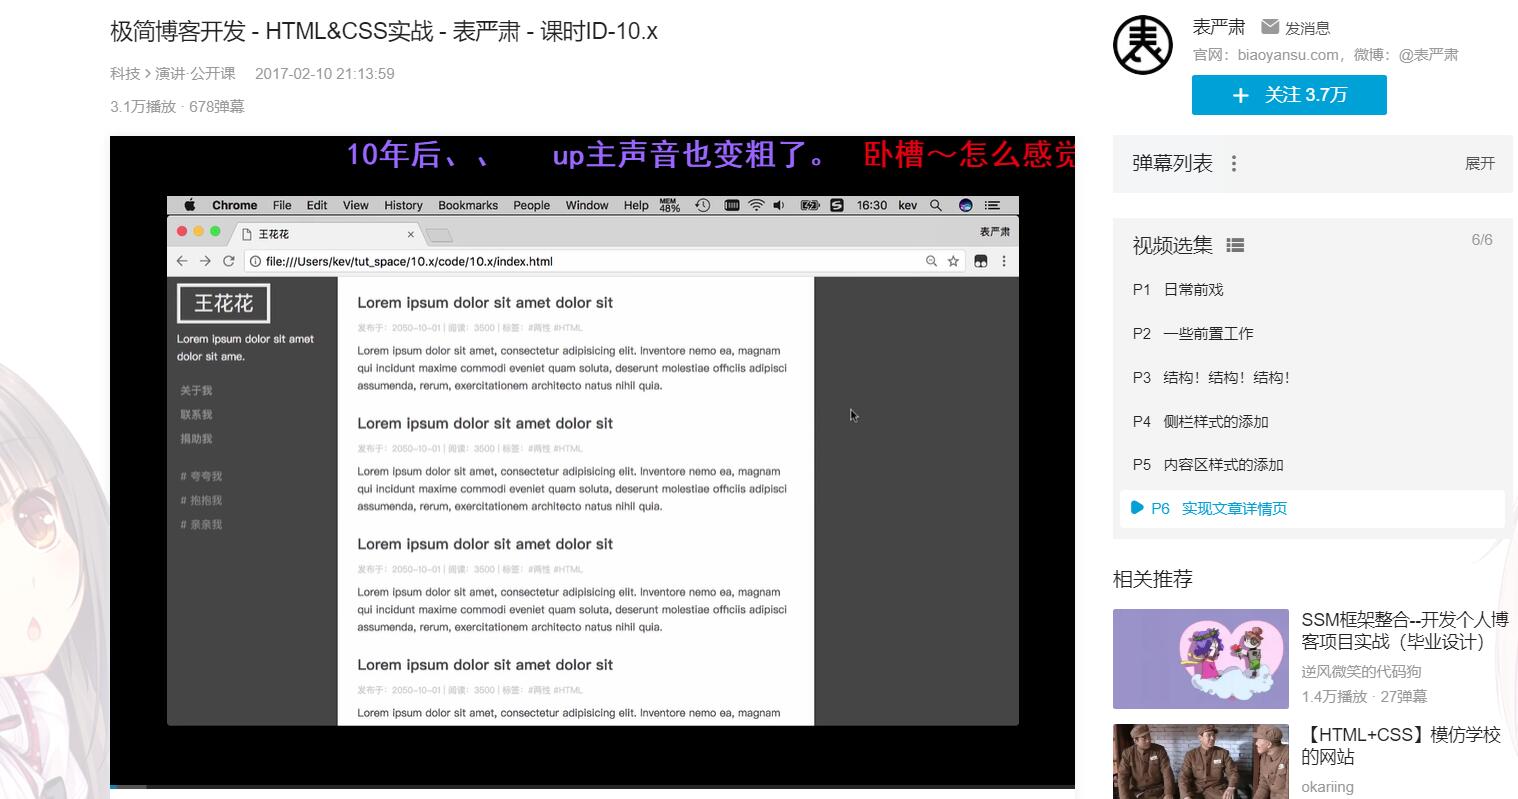 极简博客开发 - HTML&CSS实战 - 表严肃 - 课时ID-10.x
科技 > 演讲·公开课 2017-02-10 21:13:59
3.1万播放 · 678弹幕
表严肃 发消息
官网：biaoyansu.com，微博：@表严肃
+ 关注 3.7万
10年后、、 up主声音也变粗了。 卧槽～怎么感觉
Chrome File Edit View History Bookmarks People Window Help MEM 48% 16:30 kev
王花花 × 表严肃
file:///Users/kev/tut_space/10.x/code/10.x/index.html
王花花
Lorem ipsum dolor sit amet
dolor sit ame.
关于我
联系我
捐助我
# 夸夸我
# 抱抱我
# 亲亲我
Lorem ipsum dolor sit amet dolor sit
发布于：2050-10-01 | 阅读：3500 | 标签：#两性 #HTML
Lorem ipsum dolor sit amet, consectetur adipisicing elit. Inventore nemo ea, magnam
qui incidunt maxime commodi eveniet quam soluta, deserunt molestiae officiis adipisci
assumenda, rerum, exercitationem architecto natus nihil quia.
Lorem ipsum dolor sit amet dolor sit
发布于：2050-10-01 | 阅读：3500 | 标签：#两性 #HTML
Lorem ipsum dolor sit amet, consectetur adipisicing elit. Inventore nemo ea, magnam
qui incidunt maxime commodi eveniet quam soluta, deserunt molestiae officiis adipisci
assumenda, rerum, exercitationem architecto natus nihil quia.
Lorem ipsum dolor sit amet dolor sit
发布于：2050-10-01 | 阅读：3500 | 标签：#两性 #HTML
Lorem ipsum dolor sit amet, consectetur adipisicing elit. Inventore nemo ea, magnam
qui incidunt maxime commodi eveniet quam soluta, deserunt molestiae officiis adipisci
assumenda, rerum, exercitationem architecto natus nihil quia.
Lorem ipsum dolor sit amet dolor sit
发布于：2050-10-01 | 阅读：3500 | 标签：#两性 #HTML
Lorem ipsum dolor sit amet, consectetur adipisicing elit. Inventore nemo ea, magnam
弹幕列表 展开
视频选集 6/6
P1 日常前戏
P2 一些前置工作
P3 结构！结构！结构！
P4 侧栏样式的添加
P5 内容区样式的添加
P6 实现文章详情页
相关推荐
SSM框架整合--开发个人博
客项目实战（毕业设计）
逆风微笑的代码狗
1.4万播放 · 27弹幕
【HTML+CSS】模仿学校
的网站
okariing